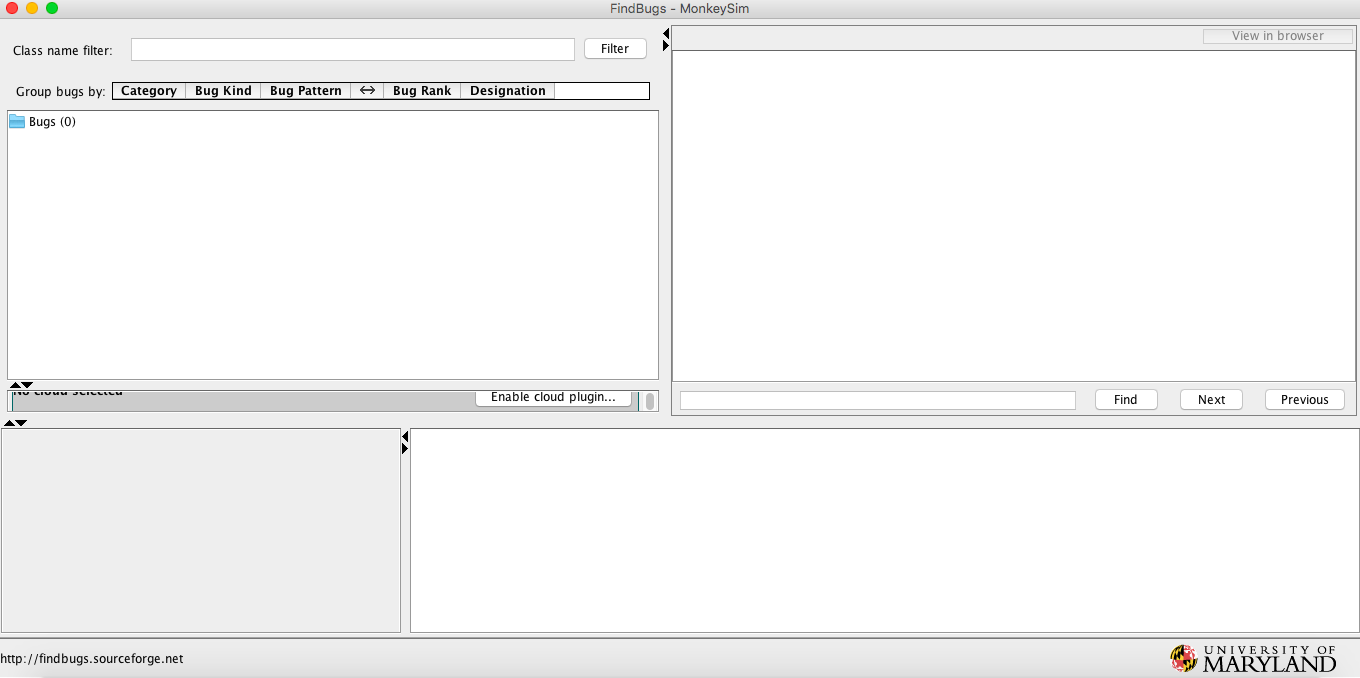 FindBugs - MonkeySim
Class name filter:
Filter
View in browser
Group bugs by: Category Bug Kind Bug Pattern ↔ Bug Rank Designation
Bugs (0)
No cloud selected
Enable cloud plugin...
Find
Next
Previous
http://findbugs.sourceforge.net
UNIVERSITY OF
MARYLAND